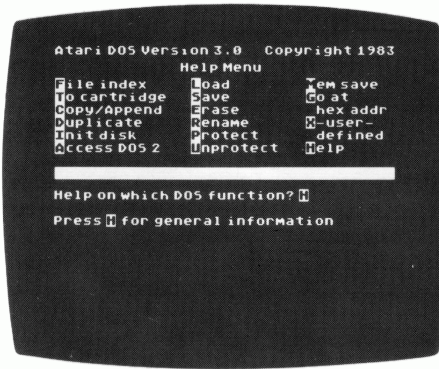 Atari DOS Version 3.0 Copyright 1983
Help Menu
File index Load Mem save
To cartridge Save Go at
Copy/Append Erase hex addr
Duplicate Rename X-user-
Init disk Protect defined
Access DOS 2 Unprotect Help
Help on which DOS function? H
Press H for general information